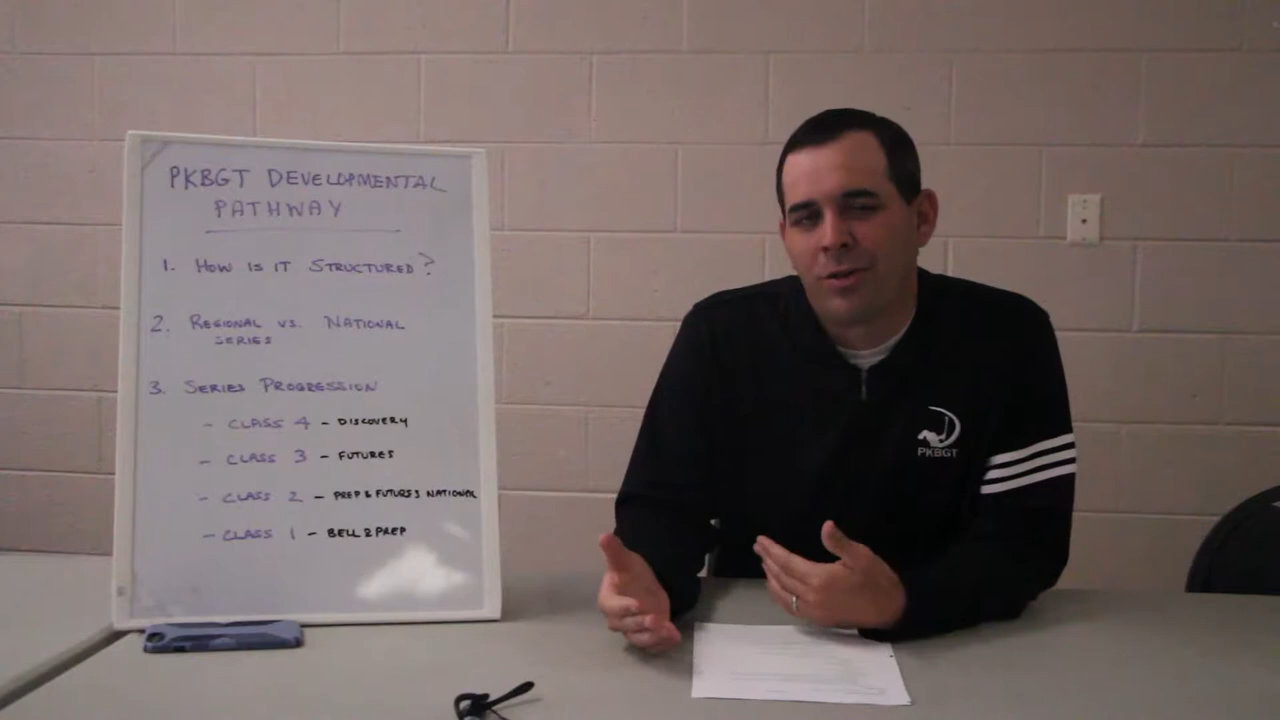 PKBGT DEVELOPMENTAL
PATHWAY
1. HOW IS IT STRUCTURED?
2. REGIONAL VS. NATIONAL
SERIES
3. SERIES PROGRESSION
- CLASS 4 - DISCOVERY
- CLASS 3 - FUTURES
- CLASS 2 - PREP & FUTURES NATIONAL
- CLASS 1 - BELL & PREP
PKBGT